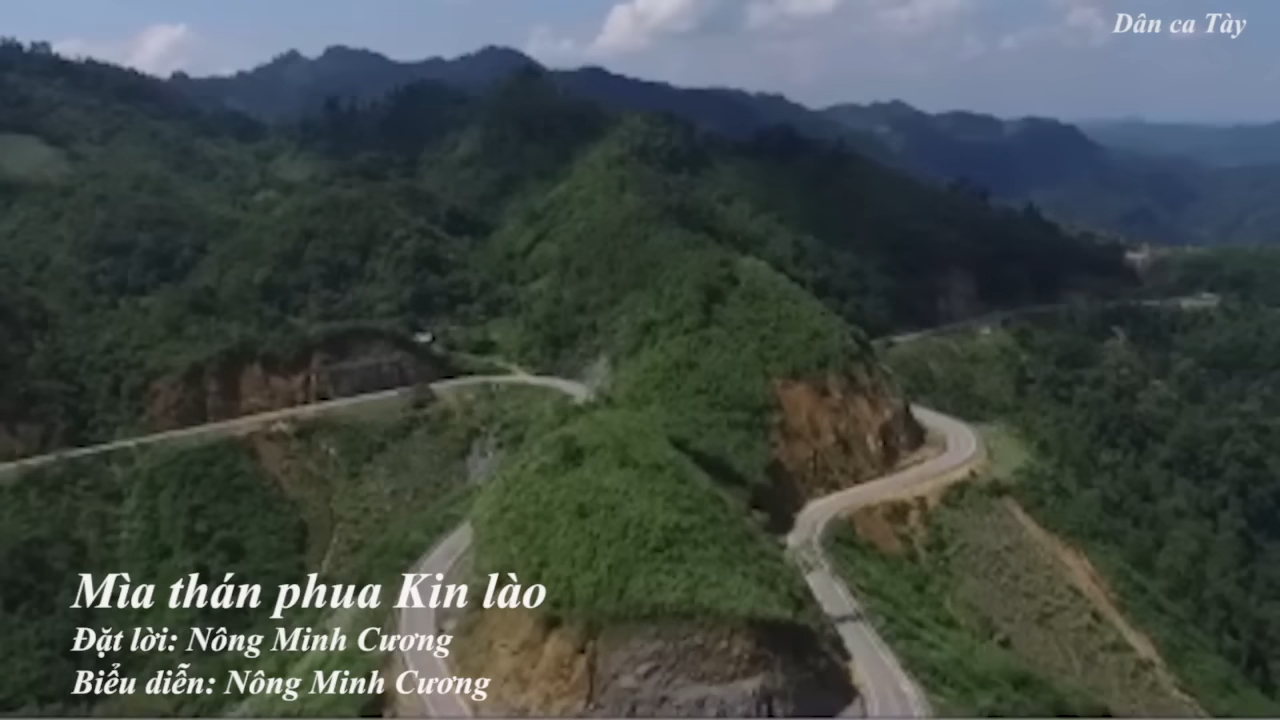 Dân ca Tày
Mìa thán phua Kin lào
Đặt lời: Nông Minh Cương
Biểu diễn: Nông Minh Cương